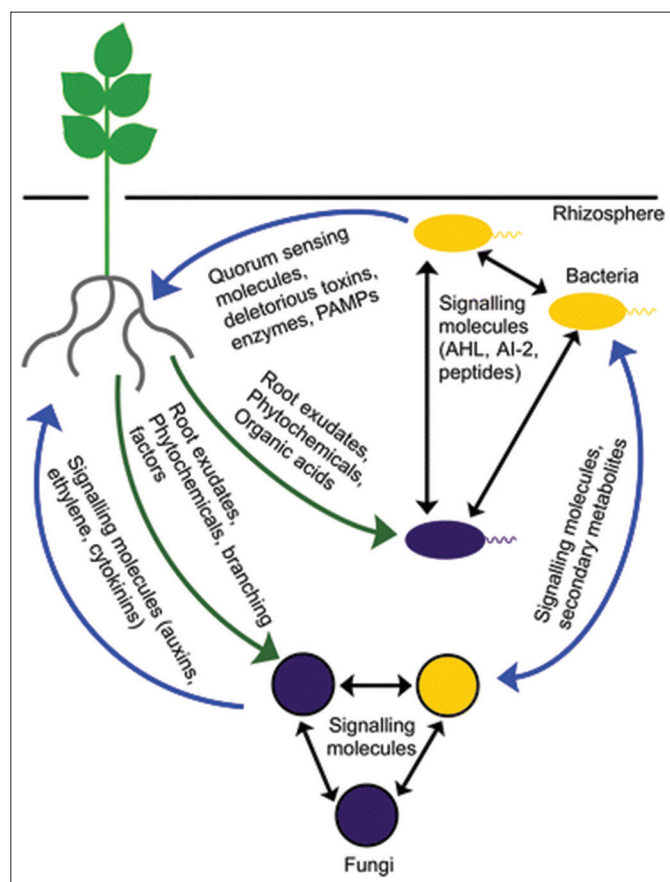 Rhizosphere
Quorum sensing
molecules,
deletorious toxins,
enzymes, PAMPs
Bacteria
Signalling
molecules
(AHL, AI-2,
peptides)
Root exudates,
Phytochemicals,
Organic acids
Root exudates,
Phytochemicals, branching
factors
Signalling molecules (auxins,
ethylene, cytokinins)
Signalling molecules,
secondary metabolites
Signalling
molecules
Fungi